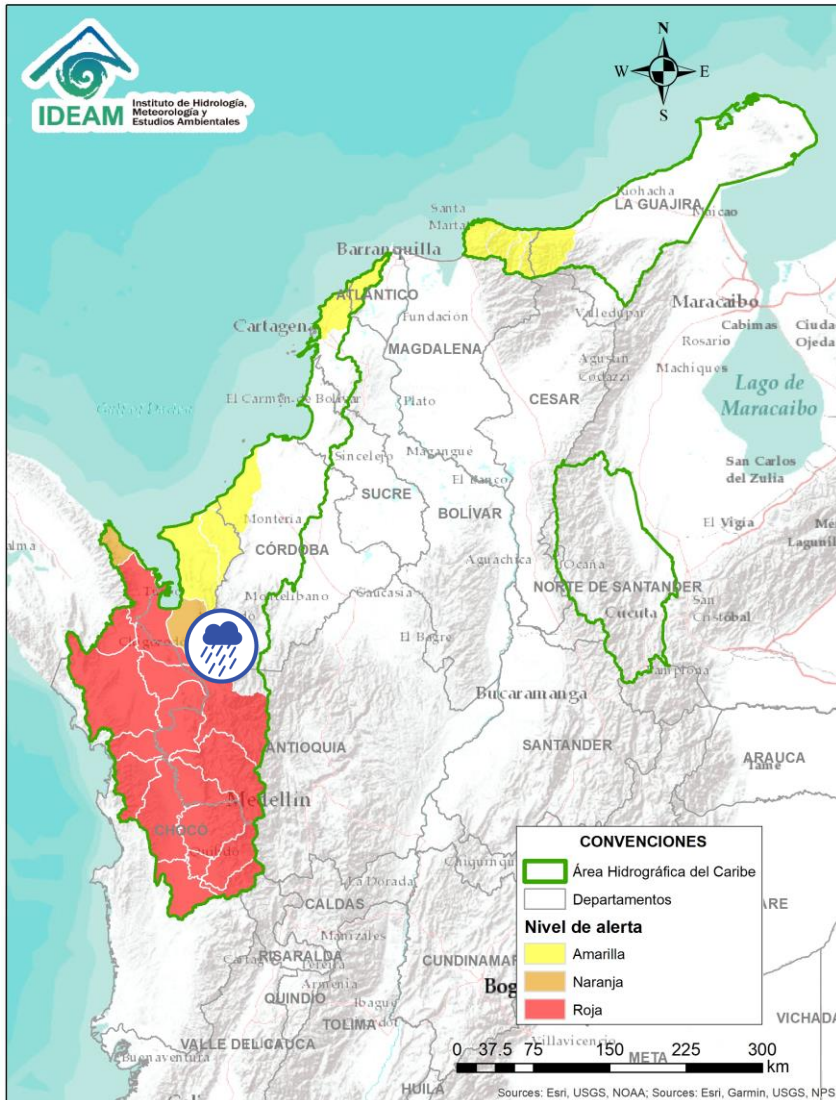 IDEAM
Instituto de Hidrología,
Meteorología y
Estudios Ambientales
N
W
E
S
Riohacha
LA GUAJIRA
Maicao
Santa
Marta
Barranquilla
ATLÁNTICO
Cartagena
Fundación
Valledupar
Maracaibo
Cabimas
Ciudad
Ojeda
Rosario
Machiques
MAGDALENA
Agustín
Codazzi
CESAR
Lago de
Maracaibo
El Carmen de Bolívar
Plato
Sincelejo
Magangué
El Banco
SUCRE
BOLÍVAR
San Carlos
del Zulia
El Vigía
Montería
CÓRDOBA
Aguachica
Ocaña
NORTE DE SANTANDER
Cúcuta
San
Cristóbal
Montelíbano
Caucasia
El Bagre
Pamplona
Bucaramanga
ANTIOQUIA
SANTANDER
ARAUCA
Tame
Medellín
CHOCÓ
Quibdó
La Dorada
CALDAS
Manizales
RISARALDA
Pereira
Armenia
QUINDÍO
Ibagué
TOLIMA
VALLE DEL CAUCA
Buenaventura
HUILA
Villavicencio
META
VICHADA
CONVENCIONES
Área Hidrográfica del Caribe
Departamentos
Nivel de alerta
Amarilla
Naranja
Roja
0 37.5 75 150 225 300
km
Sources: Esri, USGS, NOAA; Sources: Esri, Garmin, USGS, NPS